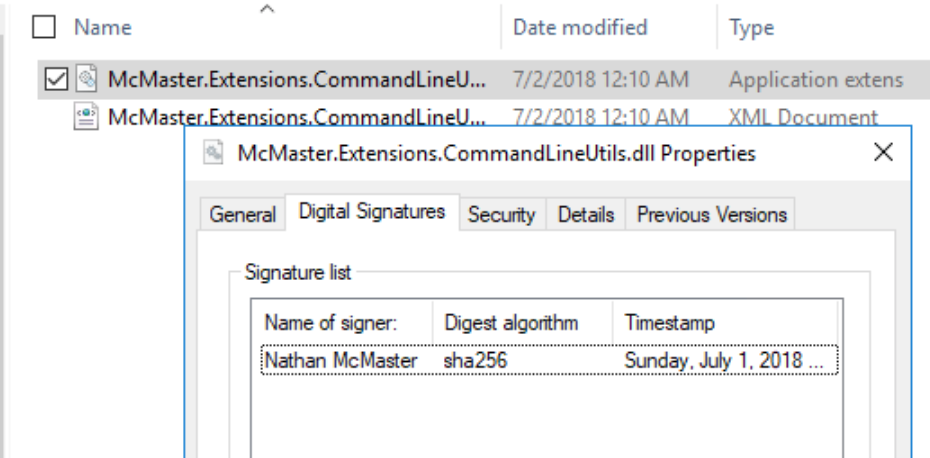 Name Date modified Type
McMaster.Extensions.CommandLineU... 7/2/2018 12:10 AM Application extens
McMaster.Extensions.CommandLineU... 7/2/2018 12:10 AM XML Document
McMaster.Extensions.CommandLineUtils.dll Properties
General Digital Signatures Security Details Previous Versions
Signature list
Name of signer: Digest algorithm Timestamp
Nathan McMaster sha256 Sunday, July 1, 2018 ...